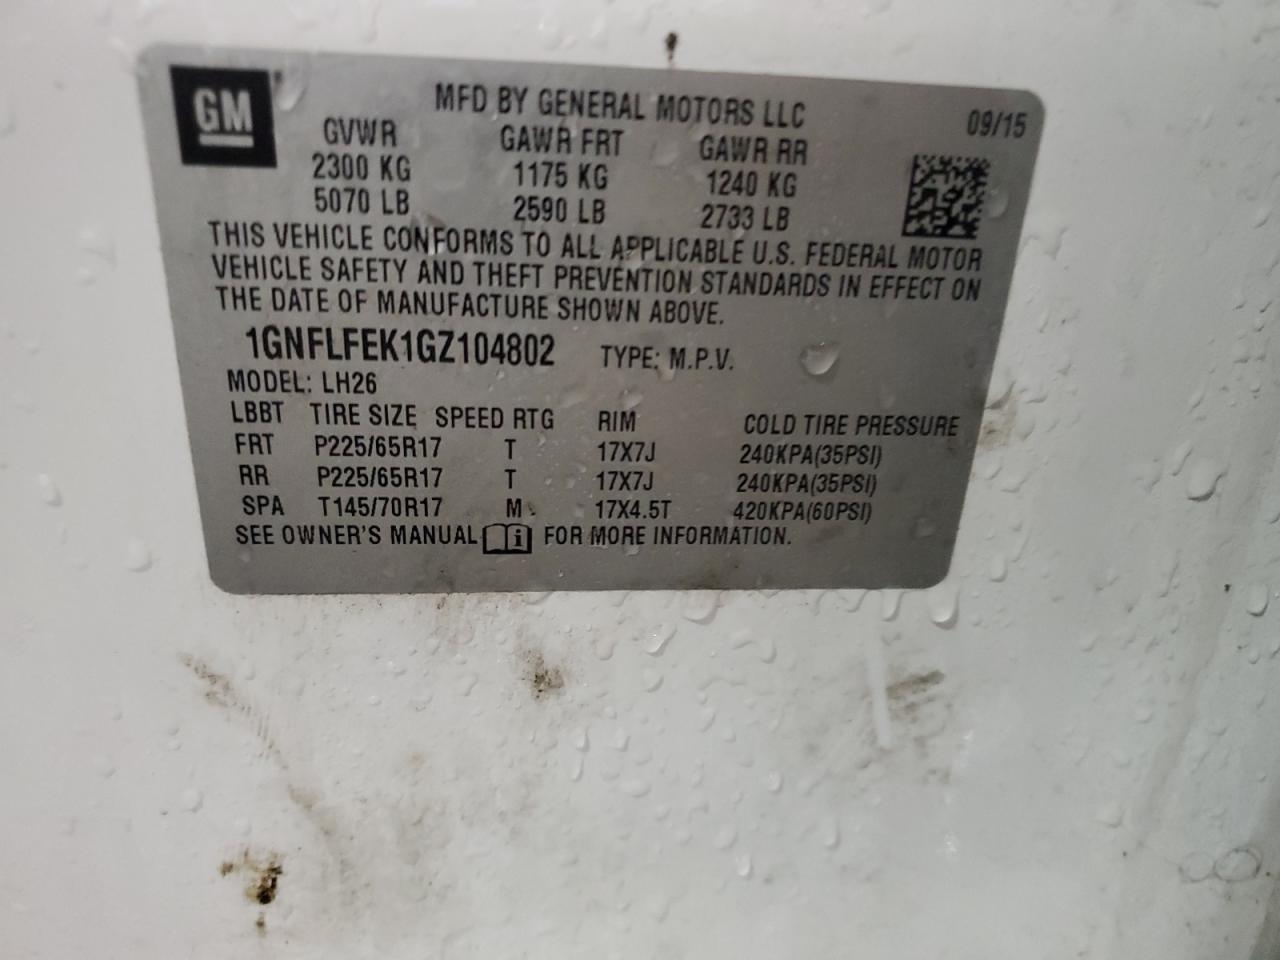 GM
MFD BY GENERAL MOTORS LLC 09/15
GVWR GAWR FRT GAWR RR
2300 KG 1175 KG 1240 KG
5070 LB 2590 LB 2733 LB
THIS VEHICLE CONFORMS TO ALL APPLICABLE U.S. FEDERAL MOTOR
VEHICLE SAFETY AND THEFT PREVENTION STANDARDS IN EFFECT ON
THE DATE OF MANUFACTURE SHOWN ABOVE.
1GNFLFEK1GZ104802 TYPE: M.P.V.
MODEL: LH26
LBBT TIRE SIZE SPEED RTG RIM COLD TIRE PRESSURE
FRT P225/65R17 T 17X7J 240KPA(35PSI)
RR P225/65R17 T 17X7J 240KPA(35PSI)
SPA T145/70R17 M 17X4.5T 420KPA(60PSI)
SEE OWNER'S MANUAL i FOR MORE INFORMATION.